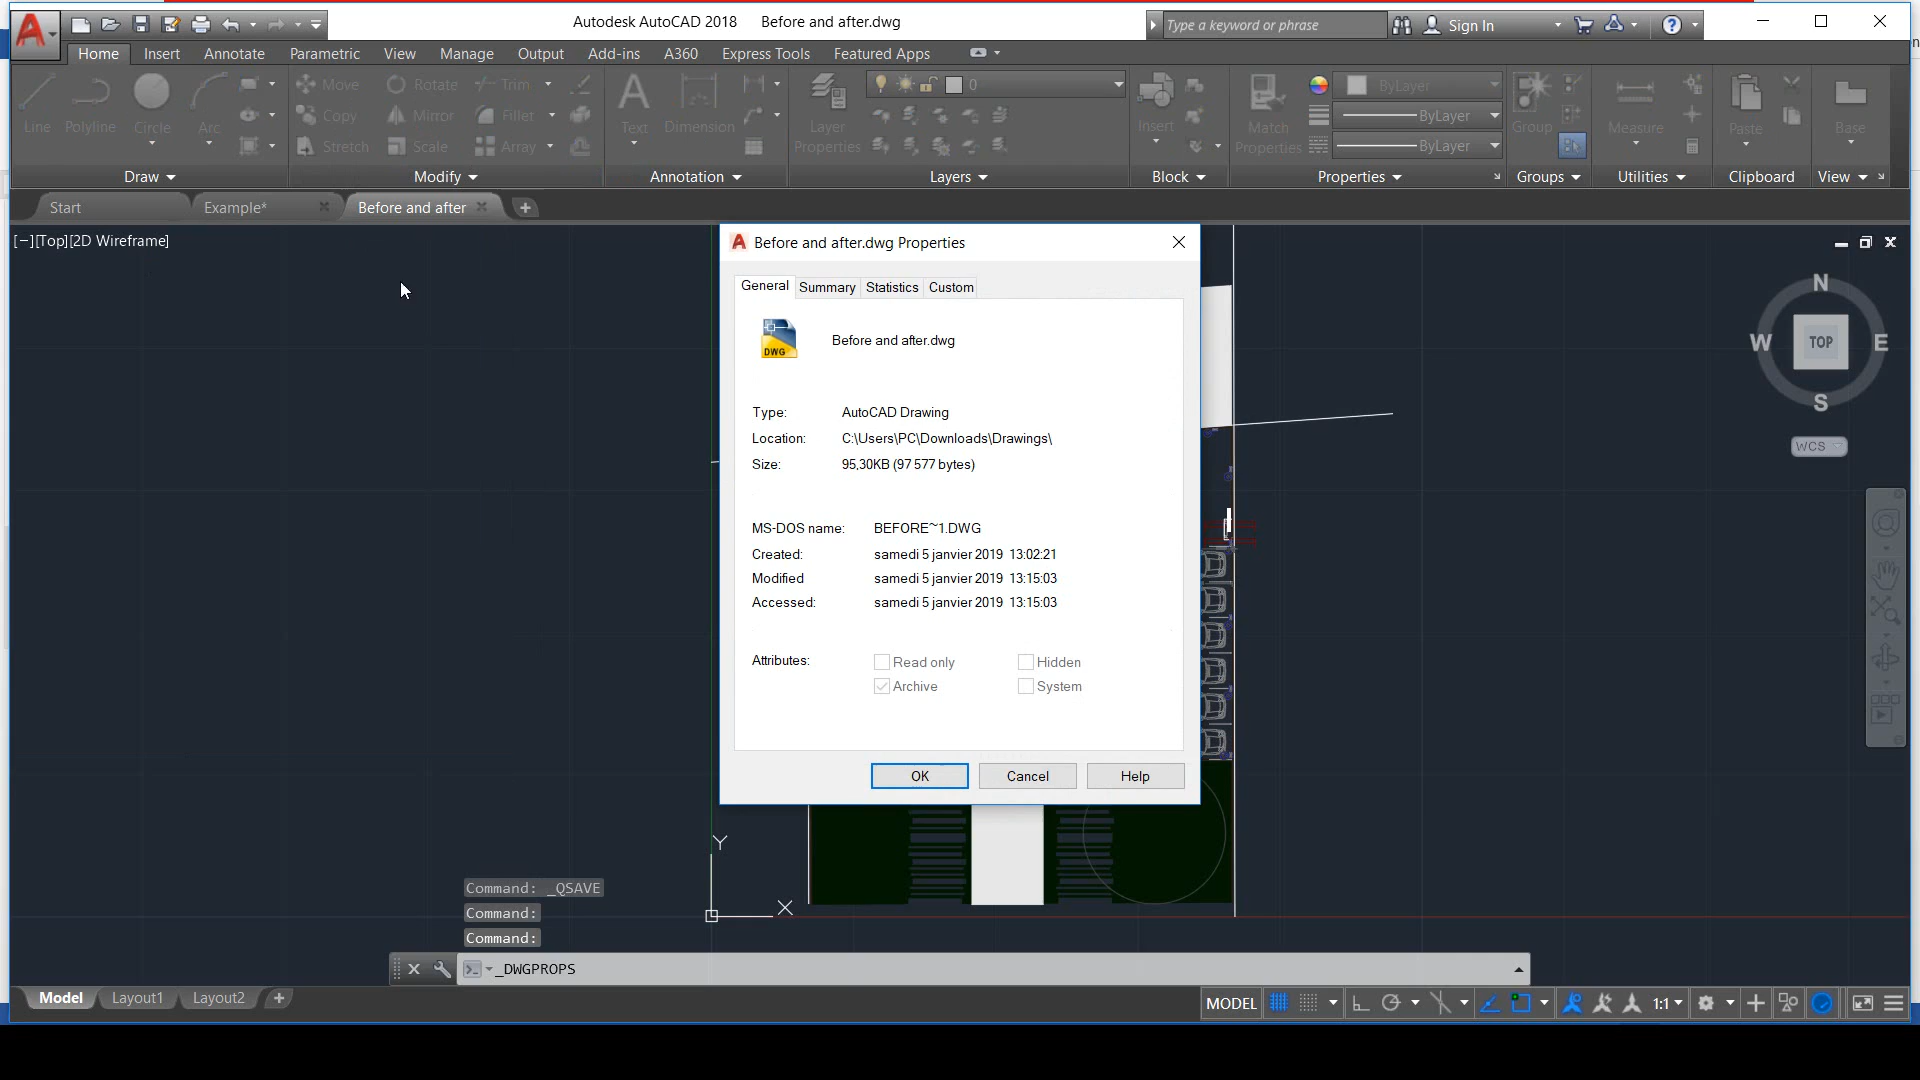 Autodesk AutoCAD 2018 Before and after.dwg
Type a keyword or phrase
Sign In
Home Insert Annotate Parametric View Manage Output Add-ins A360 Express Tools Featured Apps
Line Polyline Circle Arc
Move Rotate Trim
Copy Mirror Fillet
Stretch Scale Array
Text Dimension
Layer
Properties
0
Insert
Match
Properties
ByLayer
ByLayer
ByLayer
Group
Measure
Paste
Base
Draw Modify Annotation Layers Block Properties Groups Utilities Clipboard View
Start Example* Before and after
[−][Top][2D Wireframe]
Before and after.dwg Properties
General Summary Statistics Custom
DWG
Before and after.dwg
Type: AutoCAD Drawing
Location: C:\Users\PC\Downloads\Drawings\
Size: 95,30KB (97 577 bytes)
MS-DOS name: BEFORE~1.DWG
Created: samedi 5 janvier 2019 13:02:21
Modified samedi 5 janvier 2019 13:15:03
Accessed: samedi 5 janvier 2019 13:15:03
Attributes: Read only Hidden
Archive System
OK Cancel Help
N
W TOP E
S
WCS
Y
X
Command: _QSAVE
Command:
Command:
_DWGPROPS
Model Layout1 Layout2
MODEL 1:1